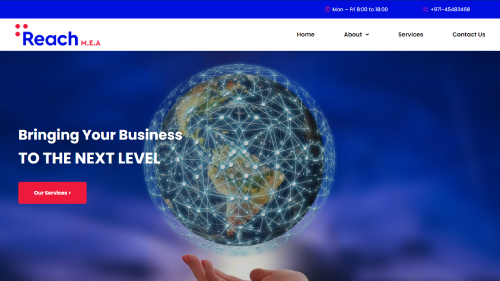 Mon – Fri 8:00 to 18:00
+971-45483468
Reach M.E.A
Home
About
Services
Contact Us
Bringing Your Business
TO THE NEXT LEVEL
Our Services >